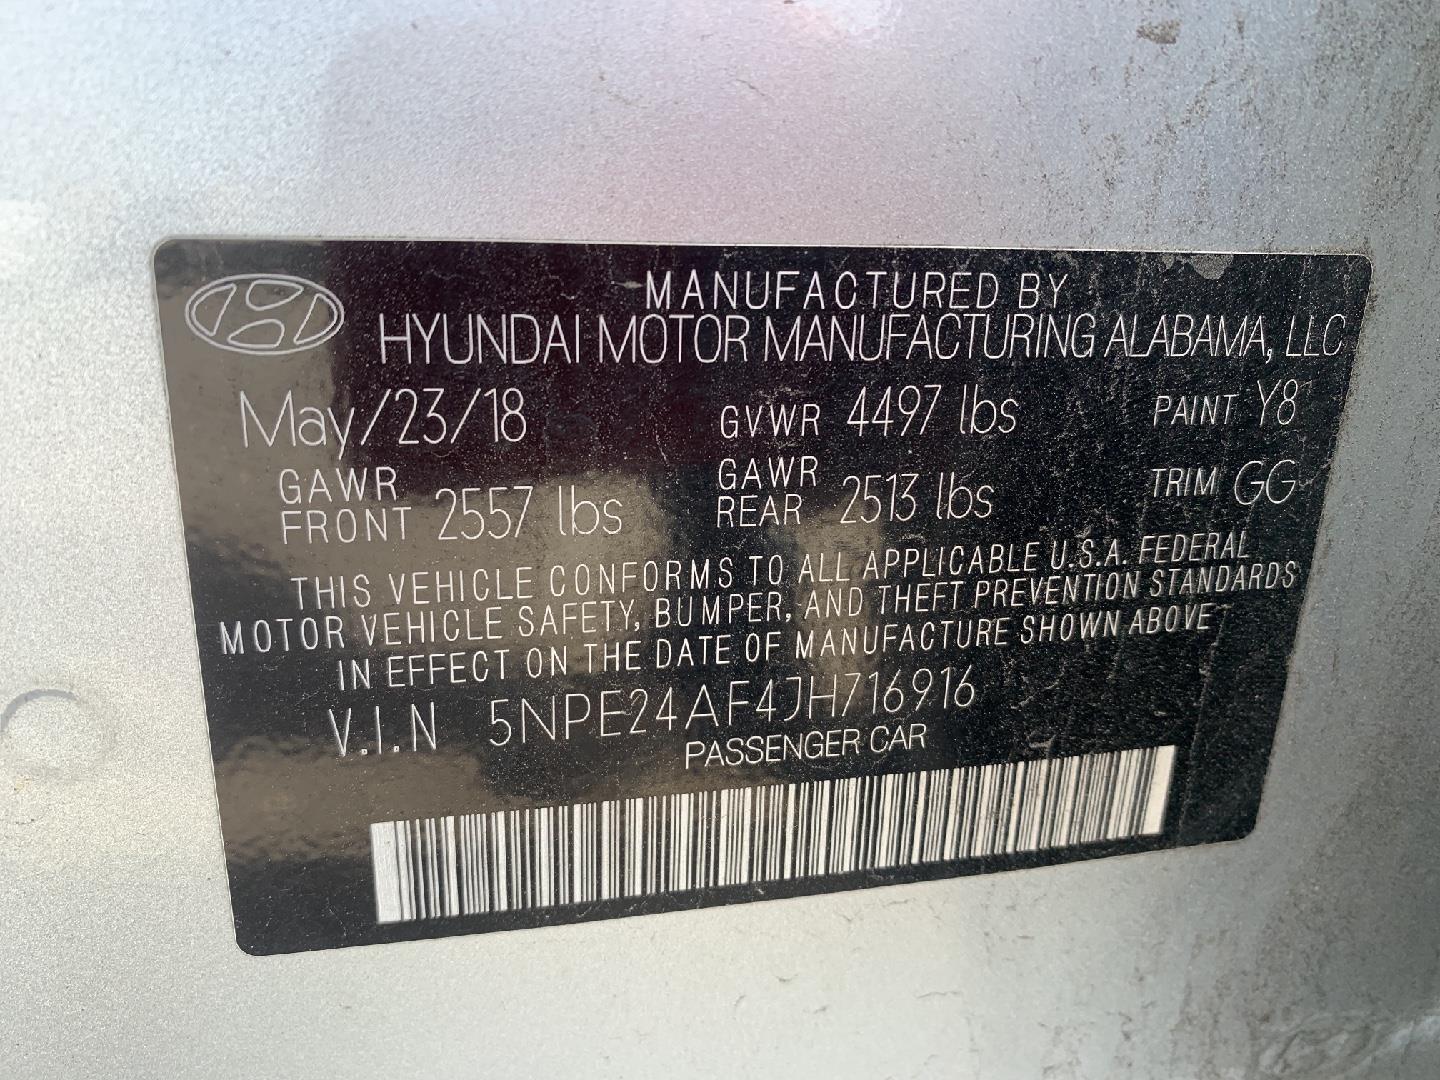 MANUFACTURED BY
HYUNDAI MOTOR MANUFACTURING ALABAMA, LLC
May/23/18 GVWR 4497 lbs PAINT Y8
GAWR FRONT 2557 lbs GAWR REAR 2513 lbs TRIM GG
THIS VEHICLE CONFORMS TO ALL APPLICABLE U.S.A. FEDERAL
MOTOR VEHICLE SAFETY, BUMPER, AND THEFT PREVENTION STANDARDS
IN EFFECT ON THE DATE OF MANUFACTURE SHOWN ABOVE
V.I.N 5NPE24AF4JH716916
PASSENGER CAR